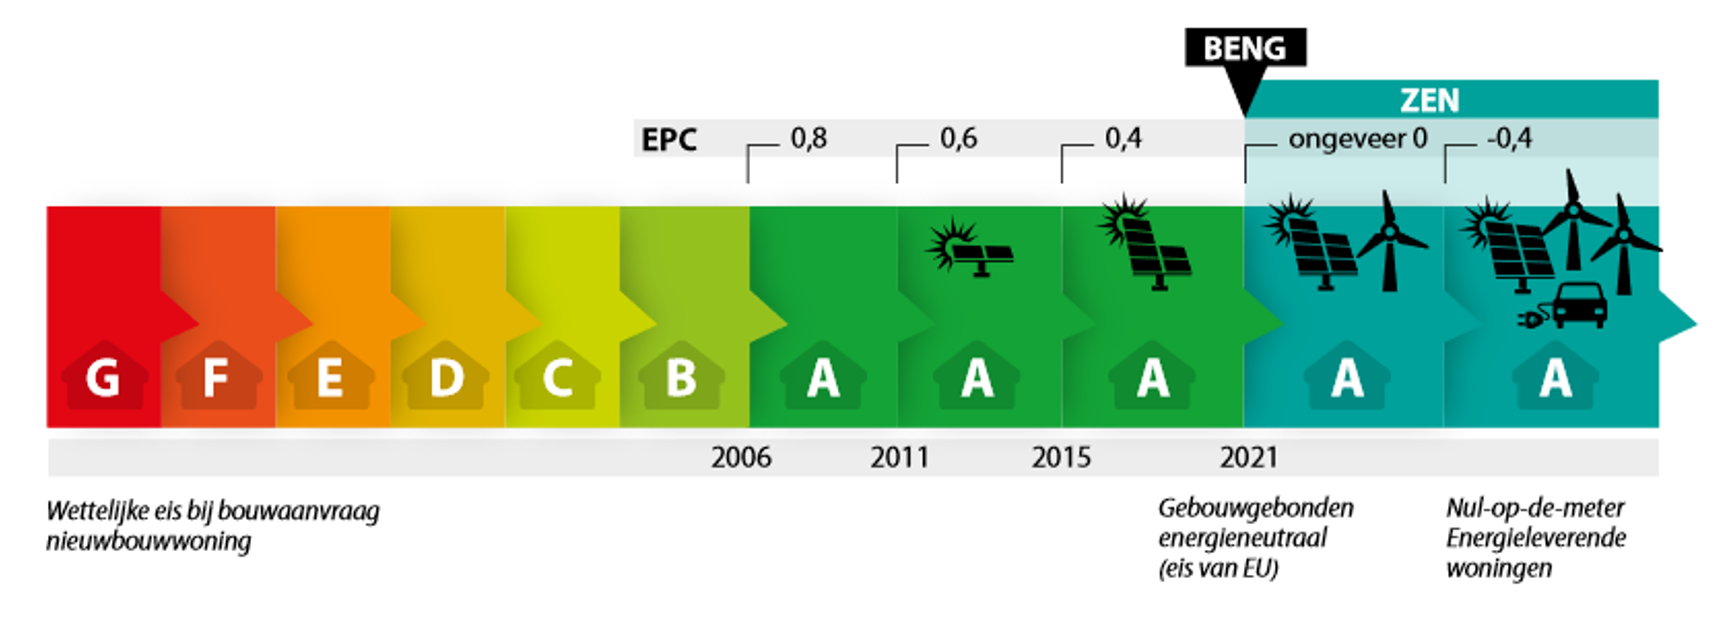 BENG
ZEN
EPC 0,8 0,6 0,4 ongeveer 0 -0,4
G F E D C B A A A A A
2006 2011 2015 2021
Wettelijke eis bij bouwaanvraag
nieuwbouwwoning
Gebouwgebonden
energieneutraal
(eis van EU)
Nul-op-de-meter
Energieleverende
woningen